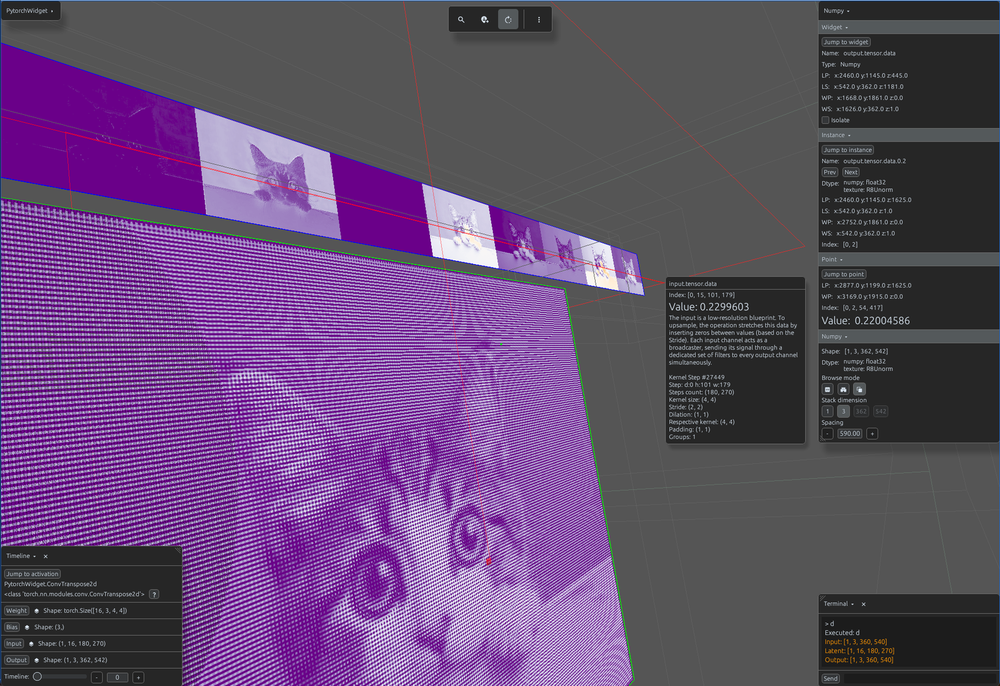 PytorchWidget
Numpy
Widget
Jump to widget
Name: output.tensor.data
Type: Numpy
LP: x:2460.0 y:1145.0 z:445.0
LS: x:542.0 y:362.0 z:1181.0
WP: x:1668.0 y:1861.0 z:0.0
WS: x:1626.0 y:362.0 z:1.0
Isolate
Instance
Jump to instance
Name: output.tensor.data.0.2
Prev Next
Dtype: numpy: float32
texture: R8Unorm
LP: x:2460.0 y:1145.0 z:1625.0
LS: x:542.0 y:362.0 z:1.0
WP: x:2752.0 y:1861.0 z:0.0
WS: x:542.0 y:362.0 z:1.0
Index: [0, 2]
Point
Jump to point
LP: x:2877.0 y:1199.0 z:1625.0
WP: x:3169.0 y:1915.0 z:0.0
Index: [0, 2, 54, 417]
Value: 0.22004586
Numpy
Shape: [1, 3, 362, 542]
Dtype: numpy: float32
texture: R8Unorm
Browse mode
Stack dimension
1 3 362 542
Spacing
- 590.00 +
input.tensor.data
Index: [0, 15, 101, 179]
Value: 0.2299603
The input is a low-resolution blueprint. To
upsample, the operation stretches this data by
inserting zeros between values (based on the
Stride). Each input channel acts as a
broadcaster, sending its signal through a
dedicated set of filters to every output channel
simultaneously.
Kernel Step #27449
Step: d:0 h:101 w:179
Steps count: (180, 270)
Kernel size: (4, 4)
Stride: (2, 2)
Dilation: (1, 1)
Respective kernel: (4, 4)
Padding: (1, 1)
Groups: 1
Timeline
Jump to activation
PytorchWidget.ConvTranspose2d
<class 'torch.nn.modules.conv.ConvTranspose2d'> ?
Weight Shape: torch.Size([16, 3, 4, 4])
Bias Shape: (3,)
Input Shape: (1, 16, 180, 270)
Output Shape: (1, 3, 362, 542)
Timeline: - 0 +
Terminal
> d
Executed: d
Input: [1, 3, 360, 540]
Latent: [1, 16, 180, 270]
Output: [1, 3, 360, 540]
Send